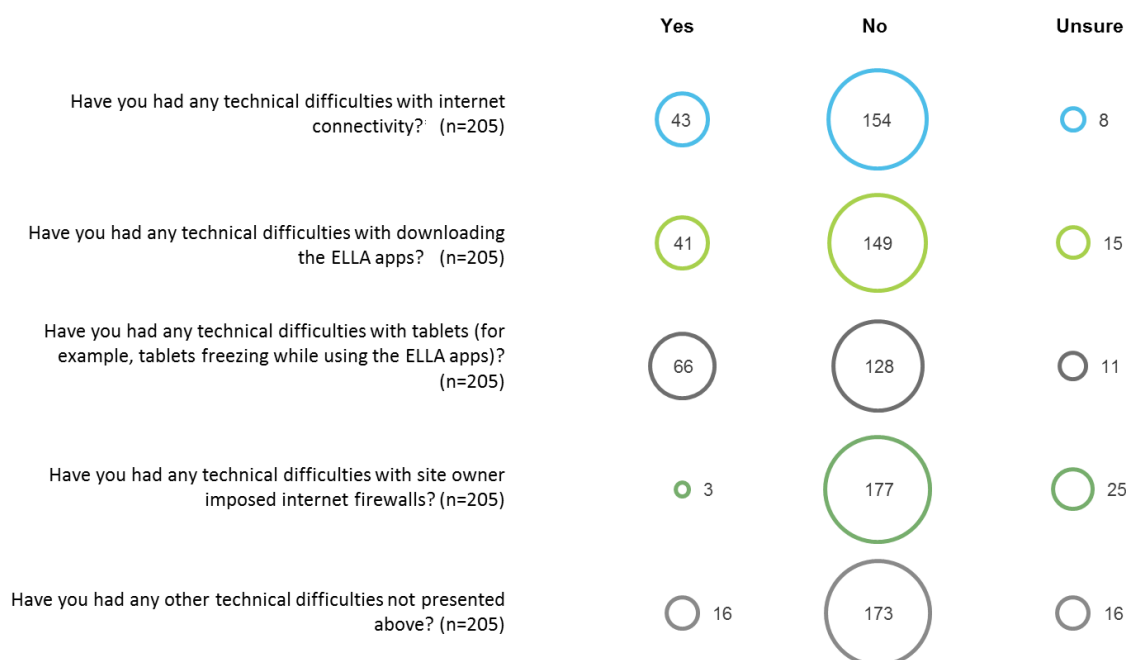 Yes No Unsure
Have you had any technical difficulties with internet
connectivity? (n=205)
43 154 8
Have you had any technical difficulties with downloading
the ELLA apps? (n=205)
41 149 15
Have you had any technical difficulties with tablets (for
example, tablets freezing while using the ELLA apps)?
(n=205)
66 128 11
Have you had any technical difficulties with site owner
imposed internet firewalls? (n=205)
3 177 25
Have you had any other technical difficulties not presented
above? (n=205)
16 173 16